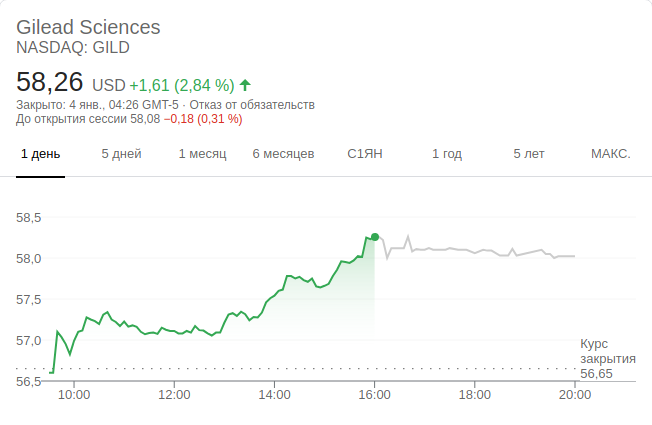 Gilead Sciences
NASDAQ: GILD
58,26 USD +1,61 (2,84 %)
Закрыто: 4 янв., 04:26 GMT-5 · Отказ от обязательств
До открытия сессии 58,08 −0,18 (0,31 %)
1 день 5 дней 1 месяц 6 месяцев С1ЯН 1 год 5 лет МАКС.
58,5
58,0
57,5
57,0
56,5
Курс
закрытия
56,65
10:00 12:00 14:00 16:00 18:00 20:00